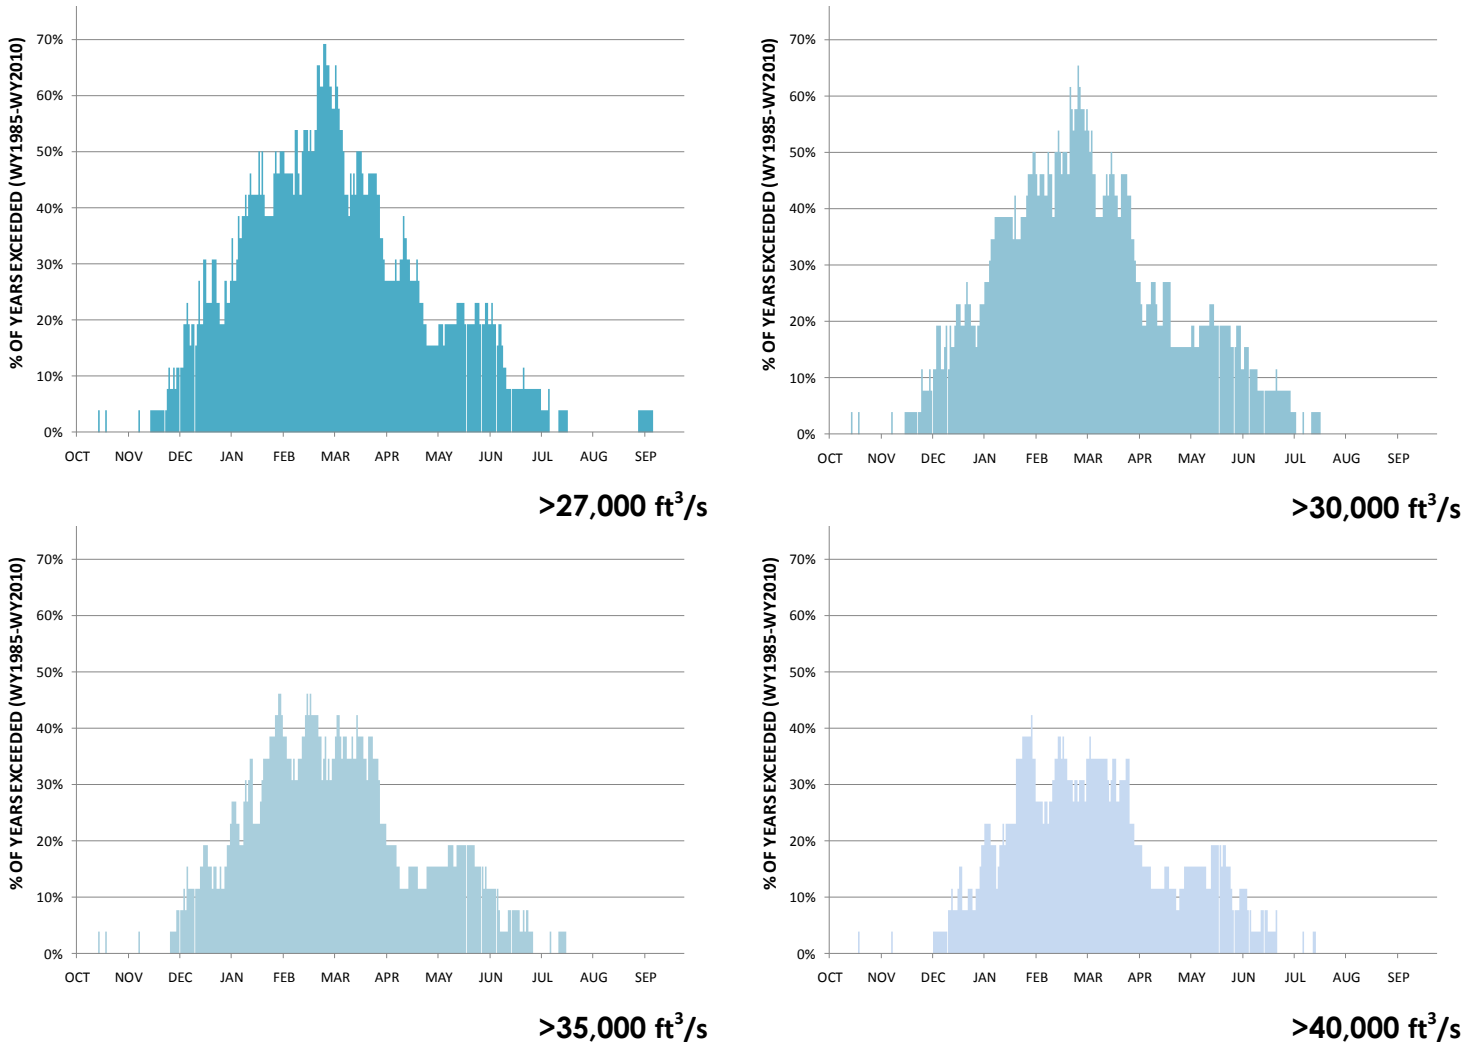 % OF YEARS EXCEEDED (WY1985-WY2010)
70%
60%
50%
40%
30%
20%
10%
0%
OCT NOV DEC JAN FEB MAR APR MAY JUN JUL AUG SEP
>27,000 ft³/s
% OF YEARS EXCEEDED (WY1985-WY2010)
70%
60%
50%
40%
30%
20%
10%
0%
OCT NOV DEC JAN FEB MAR APR MAY JUN JUL AUG SEP
>30,000 ft³/s
% OF YEARS EXCEEDED (WY1985-WY2010)
70%
60%
50%
40%
30%
20%
10%
0%
OCT NOV DEC JAN FEB MAR APR MAY JUN JUL AUG SEP
>35,000 ft³/s
% OF YEARS EXCEEDED (WY1985-WY2010)
70%
60%
50%
40%
30%
20%
10%
0%
OCT NOV DEC JAN FEB MAR APR MAY JUN JUL AUG SEP
>40,000 ft³/s